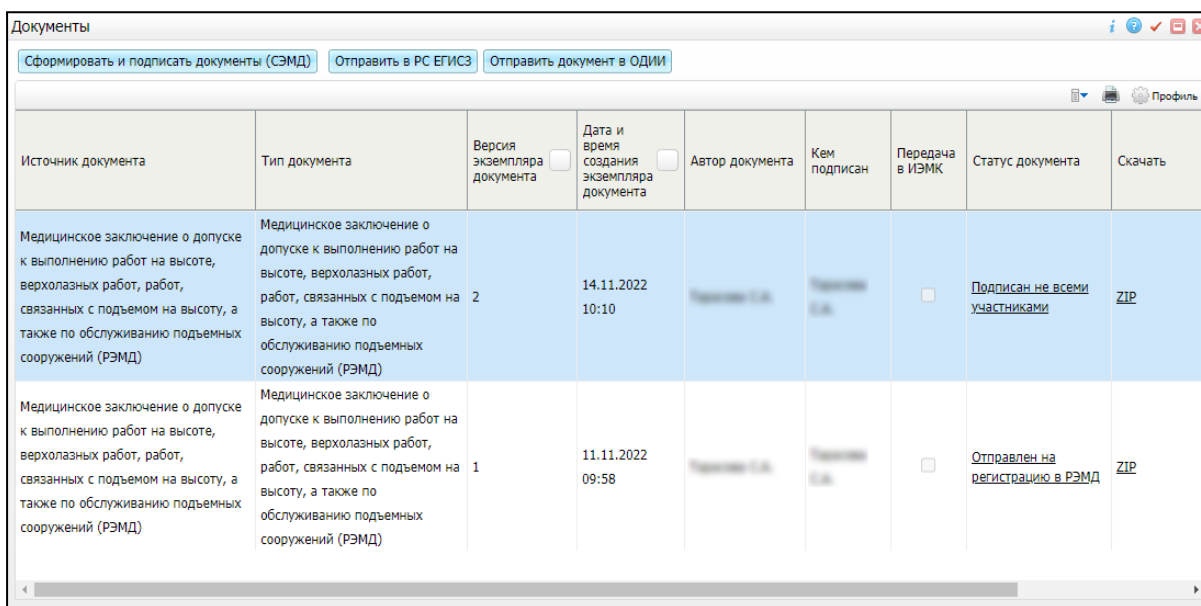 Документы
Сформировать и подписать документы (СЭМД) Отправить в РС ЕГИСЗ Отправить документ в ОДИИ
Профиль
Источник документа
Тип документа
Версия
экземпляра
документа
Дата и
время
создания
экземпляра
документа
Автор документа
Кем
подписан
Передача
в ИЭМК
Статус документа
Скачать
Медицинское заключение о допуске
к выполнению работ на высоте,
верхолазных работ, работ,
связанных с подъемом на высоту, а
также по обслуживанию подъемных
сооружений (РЭМД)
Медицинское заключение о
допуске к выполнению работ на
высоте, верхолазных работ,
работ, связанных с подъемом на
высоту, а также по
обслуживанию подъемных
сооружений (РЭМД)
2
14.11.2022
10:10
Подписан не всеми
участниками
ZIP
Медицинское заключение о допуске
к выполнению работ на высоте,
верхолазных работ, работ,
связанных с подъемом на высоту, а
также по обслуживанию подъемных
сооружений (РЭМД)
Медицинское заключение о
допуске к выполнению работ на
высоте, верхолазных работ,
работ, связанных с подъемом на
высоту, а также по
обслуживанию подъемных
сооружений (РЭМД)
1
11.11.2022
09:58
Отправлен на
регистрацию в РЭМД
ZIP